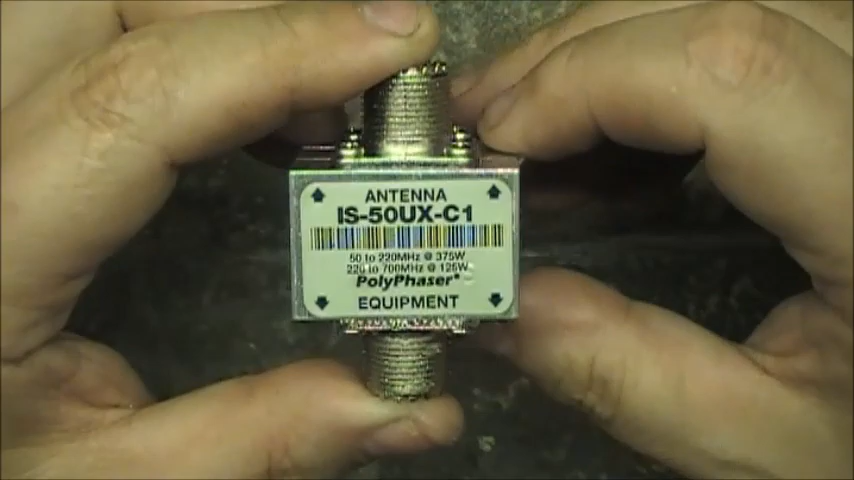 ANTENNA
IS-50UX-C1
50 to 220MHz @ 375W
220 to 700MHz @ 125W
PolyPhaser®
EQUIPMENT